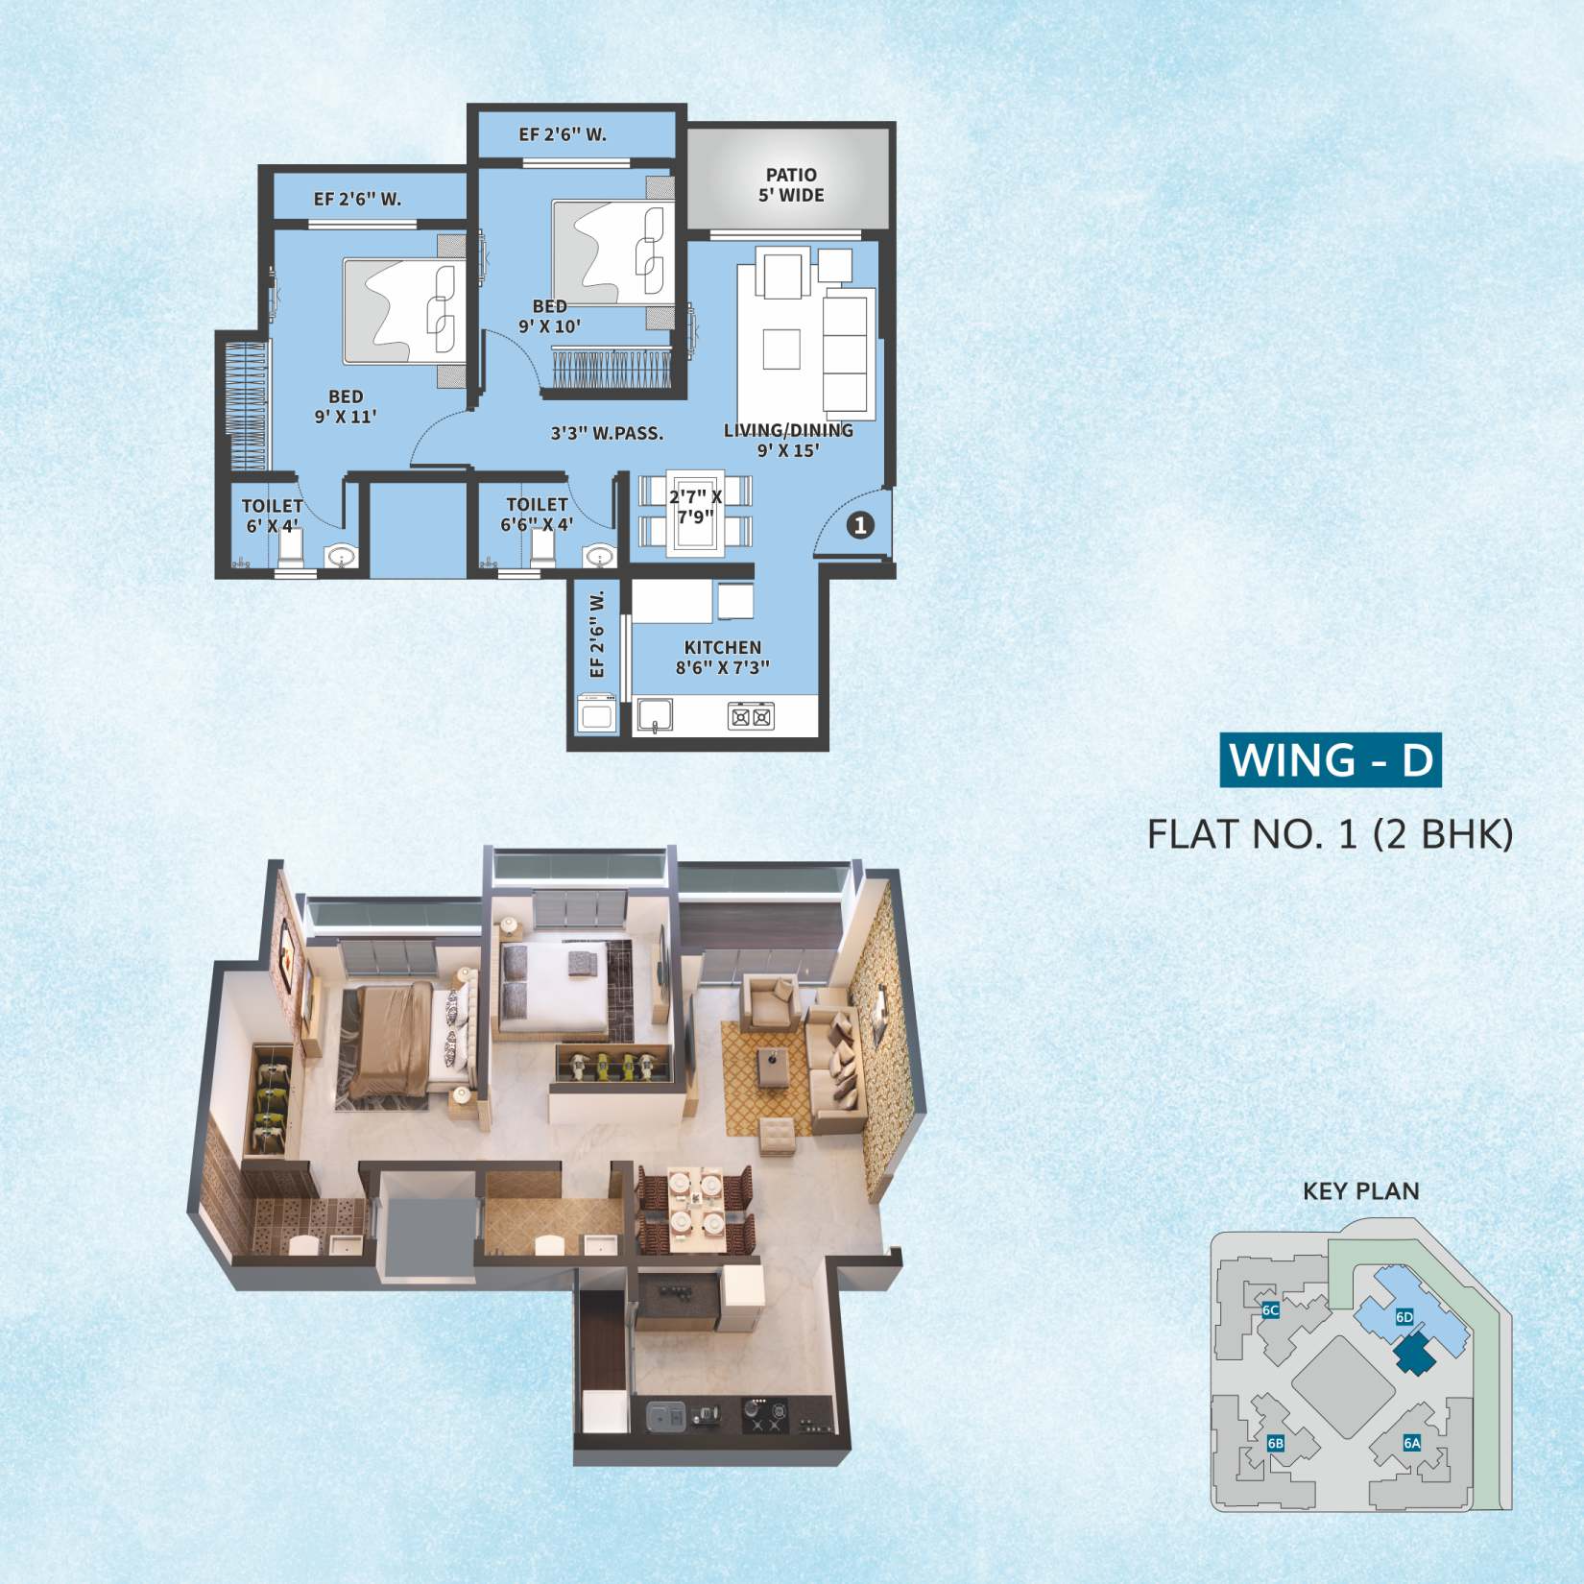 EF 2'6" W.
PATIO
5' WIDE
EF 2'6" W.
BED
9' X 10'
BED
9' X 11'
3'3" W.PASS.
LIVING/DINING
9' X 15'
TOILET
6' X 4'
TOILET
6'6" X 4'
2'7" X
7'9"
1
EF 2'6" W.
KITCHEN
8'6" X 7'3"
WING - D
FLAT NO. 1 (2 BHK)
KEY PLAN
6C
6D
6B
6A